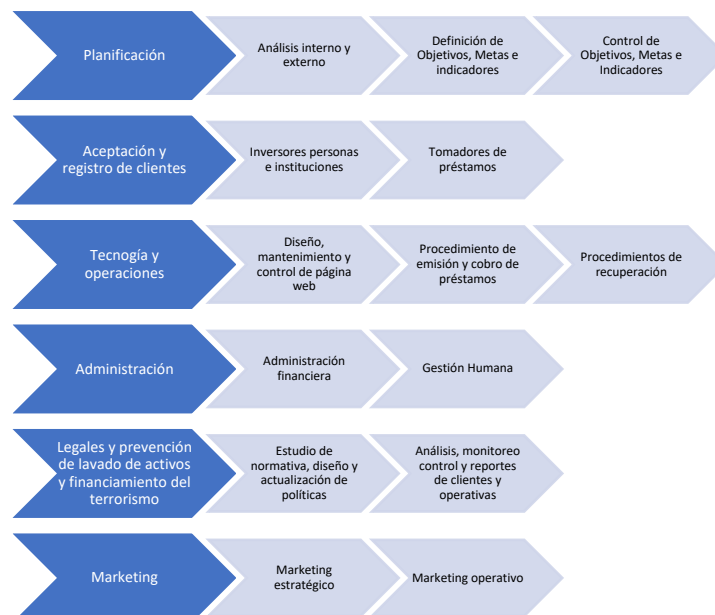 Planificación
Análisis interno y
externo
Definición de
Objetivos, Metas e
indicadores
Control de
Objetivos, Metas e
Indicadores
Aceptación y
registro de clientes
Inversores personas
e instituciones
Tomadores de
préstamos
Tecnogía y
operaciones
Diseño,
mantenimiento y
control de página
web
Procedimiento de
emisión y cobro de
préstamos
Procedimientos de
recuperación
Administración
Administración
financiera
Gestión Humana
Legales y prevención
de lavado de activos
y financiamiento del
terrorismo
Estudio de
normativa, diseño y
actualización de
políticas
Análisis, monitoreo
control y reportes
de clientes y
operativas
Marketing
Marketing
estratégico
Marketing operativo